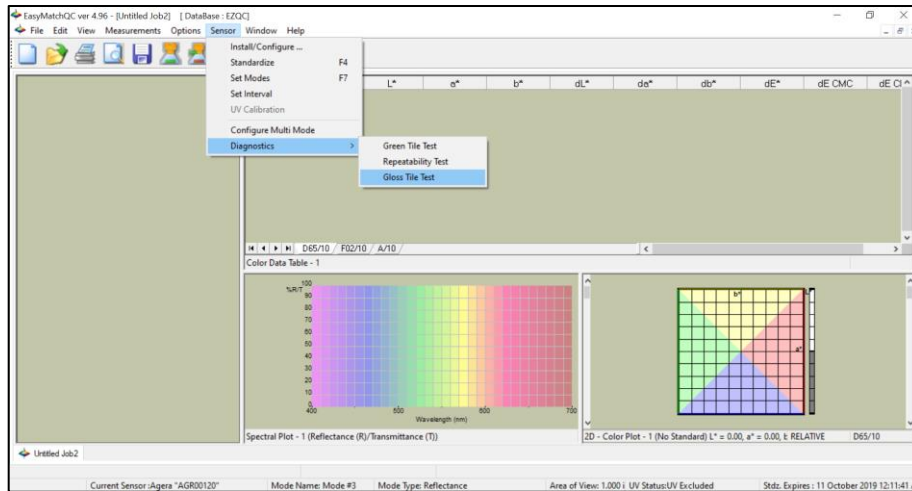 EasyMatchQC ver 4.96 - [Untitled Job2] [ DataBase : EZQC]
File Edit View Measurements Options Sensor Window Help
Install/Configure ...
Standardize F4
Set Modes F7
Set Interval
UV Calibration
Configure Multi Mode
Diagnostics
Green Tile Test
Repeatability Test
Gloss Tile Test
L* a* b* dL* da* db* dE* dE CMC
D65/10 F02/10 A/10
Color Data Table - 1
%R/T
100
90
80
70
60
50
40
30
20
10
0
400 500 600 700
Wavelength (nm)
b*
a*
Spectral Plot - 1 (Reflectance (R)/Transmittance (T))
2D - Color Plot - 1 (No Standard) L* = 0.00, a* = 0.00, RELATIVE D65/10
Untitled Job2
Current Sensor :Agera "AGR00120" Mode Name: Mode #3 Mode Type: Reflectance Area of View: 1.000 i UV Status:UV Excluded Stdz. Expires : 11 October 2019 12:11:41